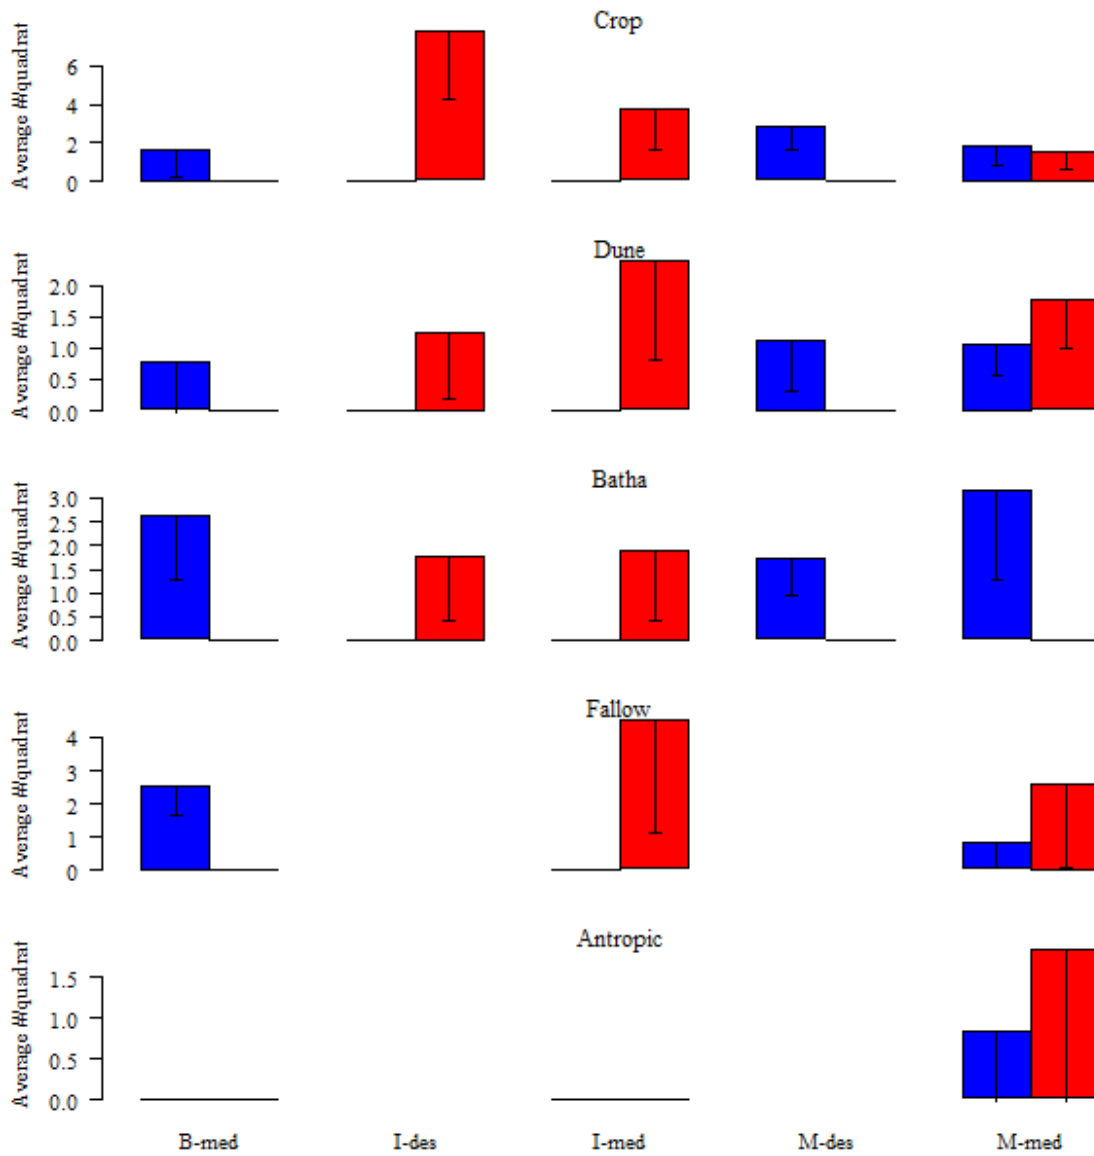 Crop
Average #/quadrat
6
4
2
0
Dune
Average #/quadrat
2.0
1.5
1.0
0.5
0.0
Batha
Average #/quadrat
3.0
2.5
2.0
1.5
1.0
0.5
0.0
Fallow
Average #/quadrat
4
3
2
1
0
Antropic
Average #/quadrat
1.5
1.0
0.5
0.0
B-med I-des I-med M-des M-med